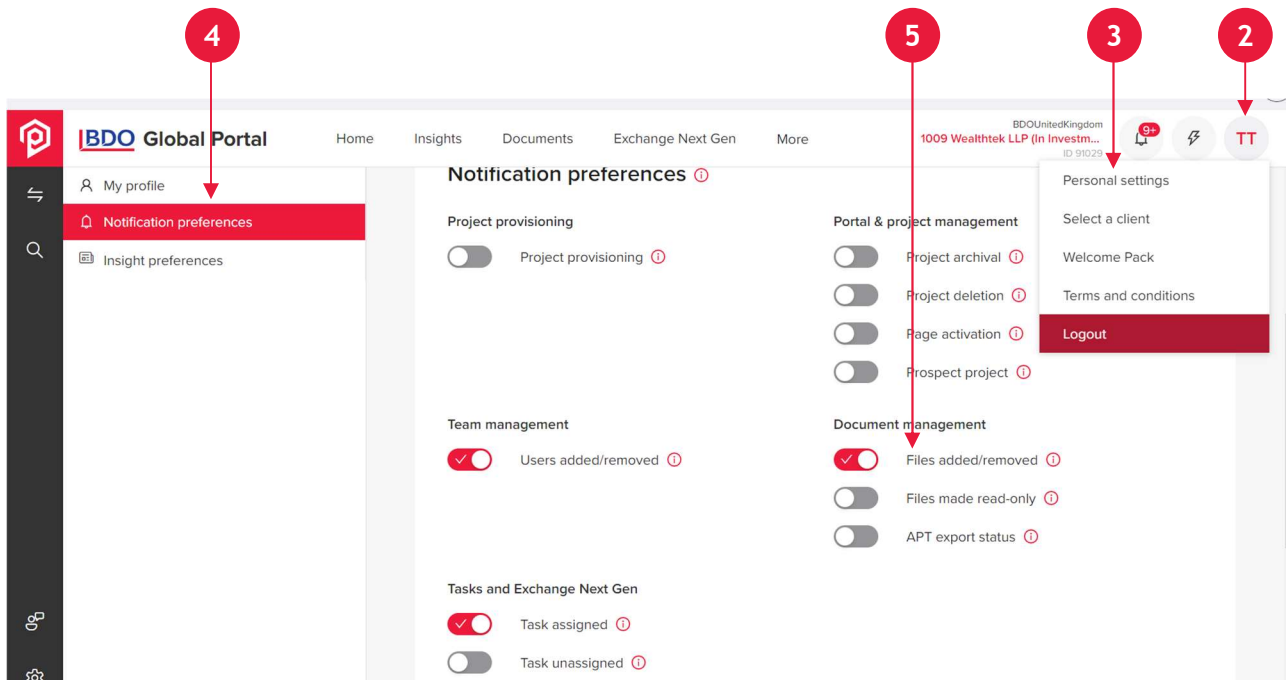 4
5
3
2
BDO Global Portal
Home
Insights
Documents
Exchange Next Gen
More
BDOUnitedKingdom
1009 Wealthtek LLP (In Investm...
ID 91029
9+
TT
My profile
Notification preferences
Insight preferences
Notification preferences
Personal settings
Select a client
Welcome Pack
Terms and conditions
Logout
Project provisioning
Project provisioning
Portal & project management
Project archival
Project deletion
Page activation
Prospect project
Team management
Users added/removed
Document management
Files added/removed
Files made read-only
APT export status
Tasks and Exchange Next Gen
Task assigned
Task unassigned